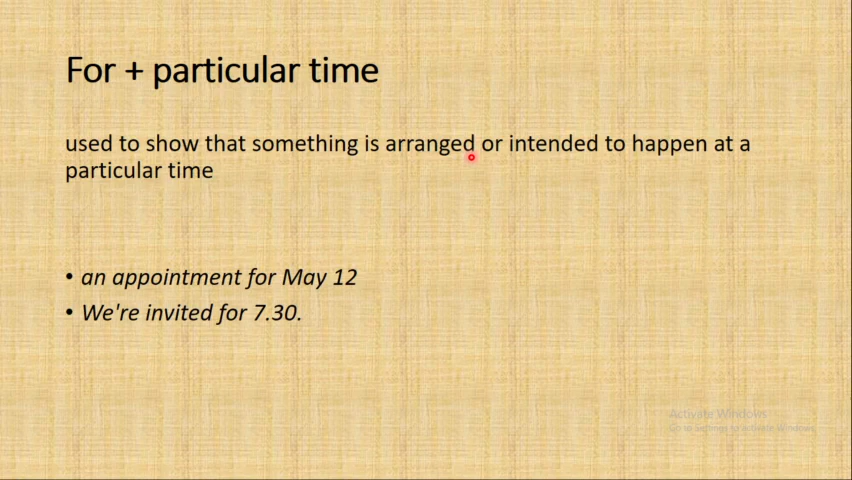 For + particular time
used to show that something is arranged or intended to happen at a
particular time
• an appointment for May 12
• We're invited for 7.30.
Activate Windows
Go to Settings to activate Windows.